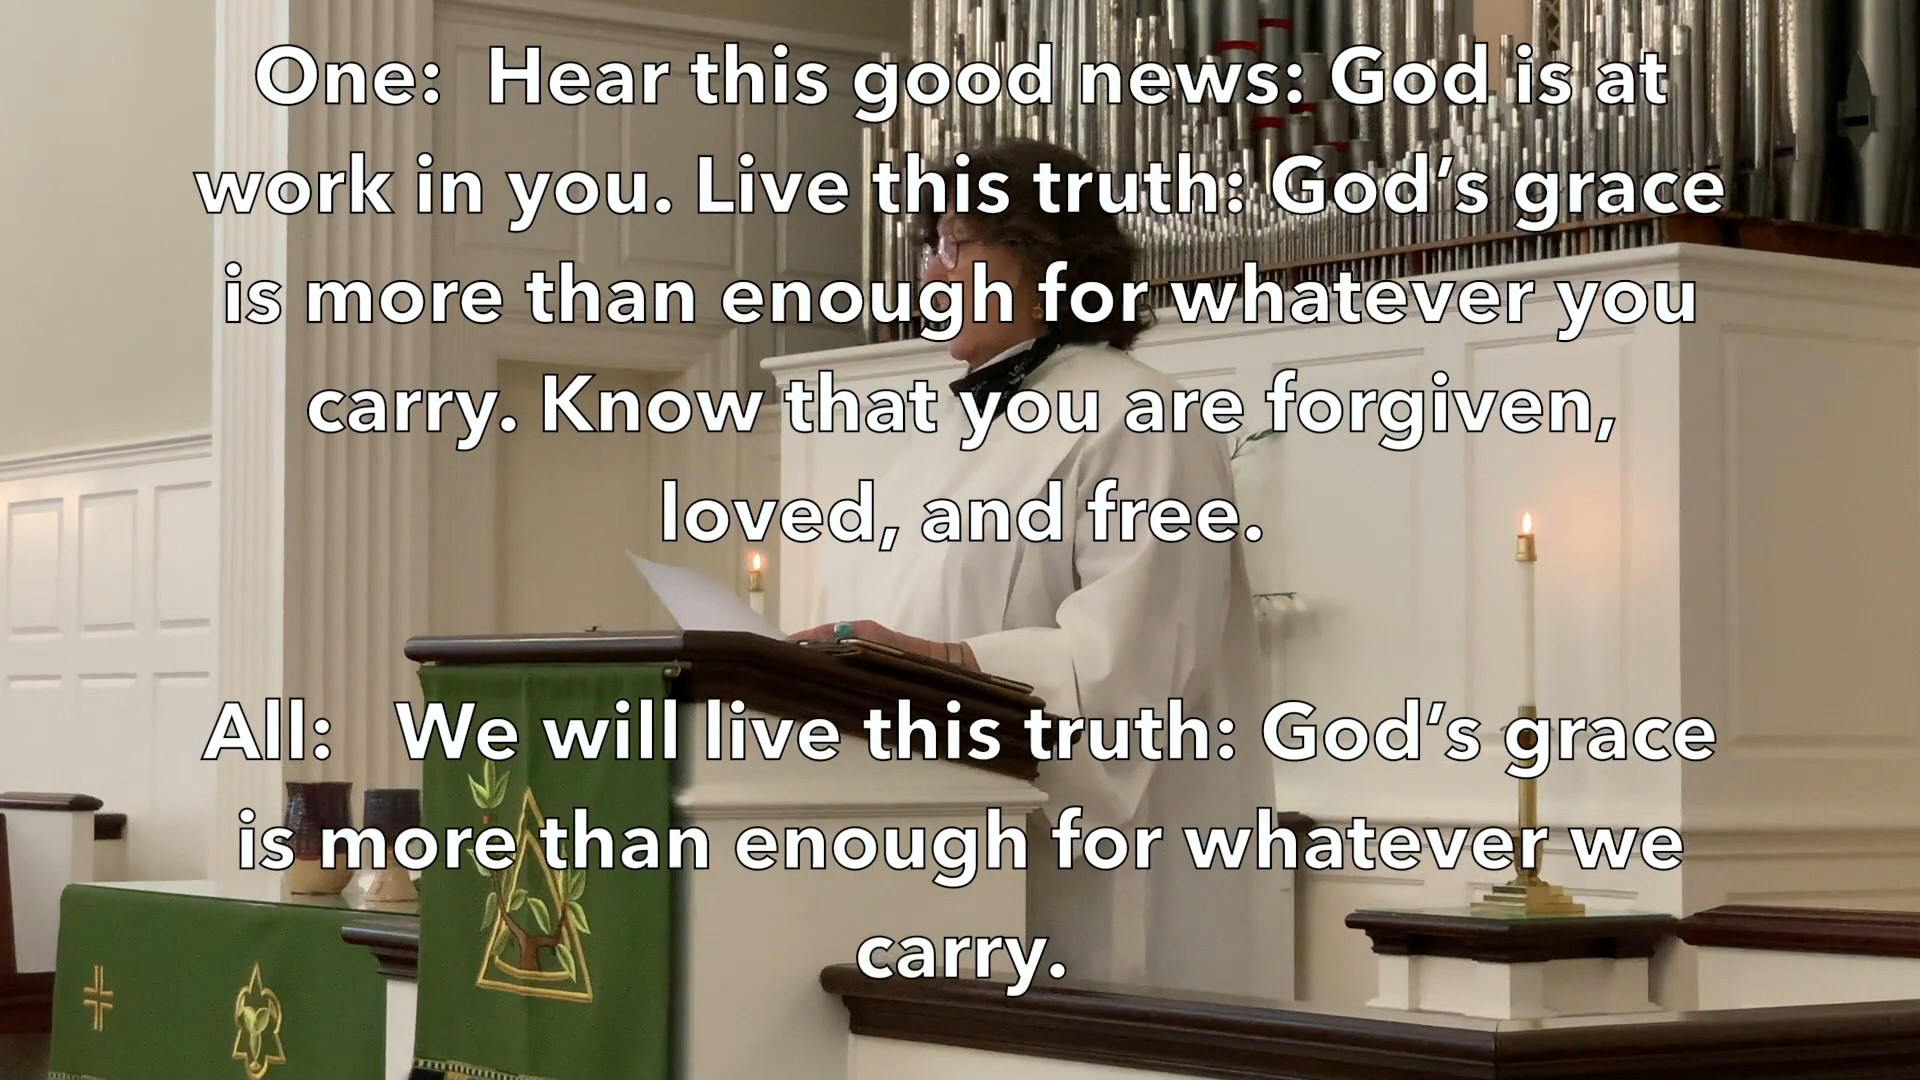 One:  Hear this good news: God is at
work in you. Live this truth: God’s grace
is more than enough for whatever you
carry. Know that you are forgiven,
loved, and free.
All:   We will live this truth: God’s grace
is more than enough for whatever we
carry.